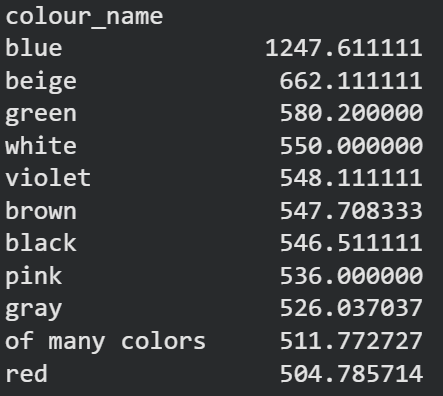 colour_name
blue 1247.611111
beige 662.111111
green 580.200000
white 550.000000
violet 548.111111
brown 547.708333
black 546.511111
pink 536.000000
gray 526.037037
of many colors 511.772727
red 504.785714